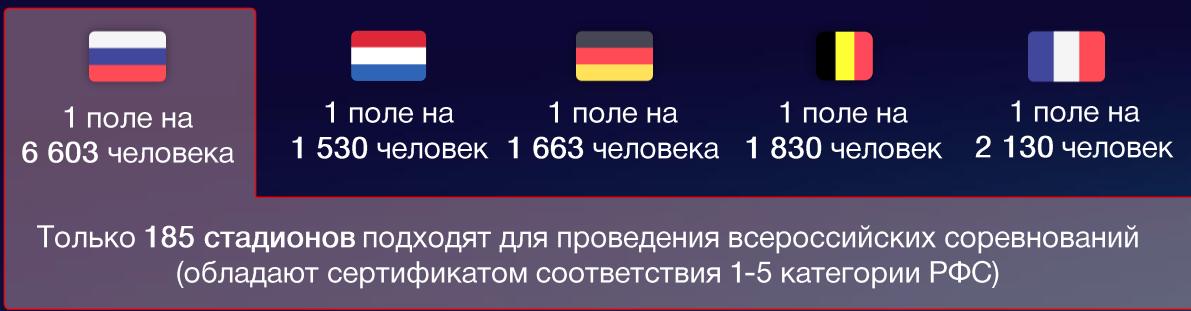 1 поле на
6 603 человека
1 поле на
1 530 человек
1 поле на
1 663 человека
1 поле на
1 830 человек
1 поле на
2 130 человек
Только 185 стадионов подходят для проведения всероссийских соревнований
(обладают сертификатом соответствия 1-5 категории РФС)